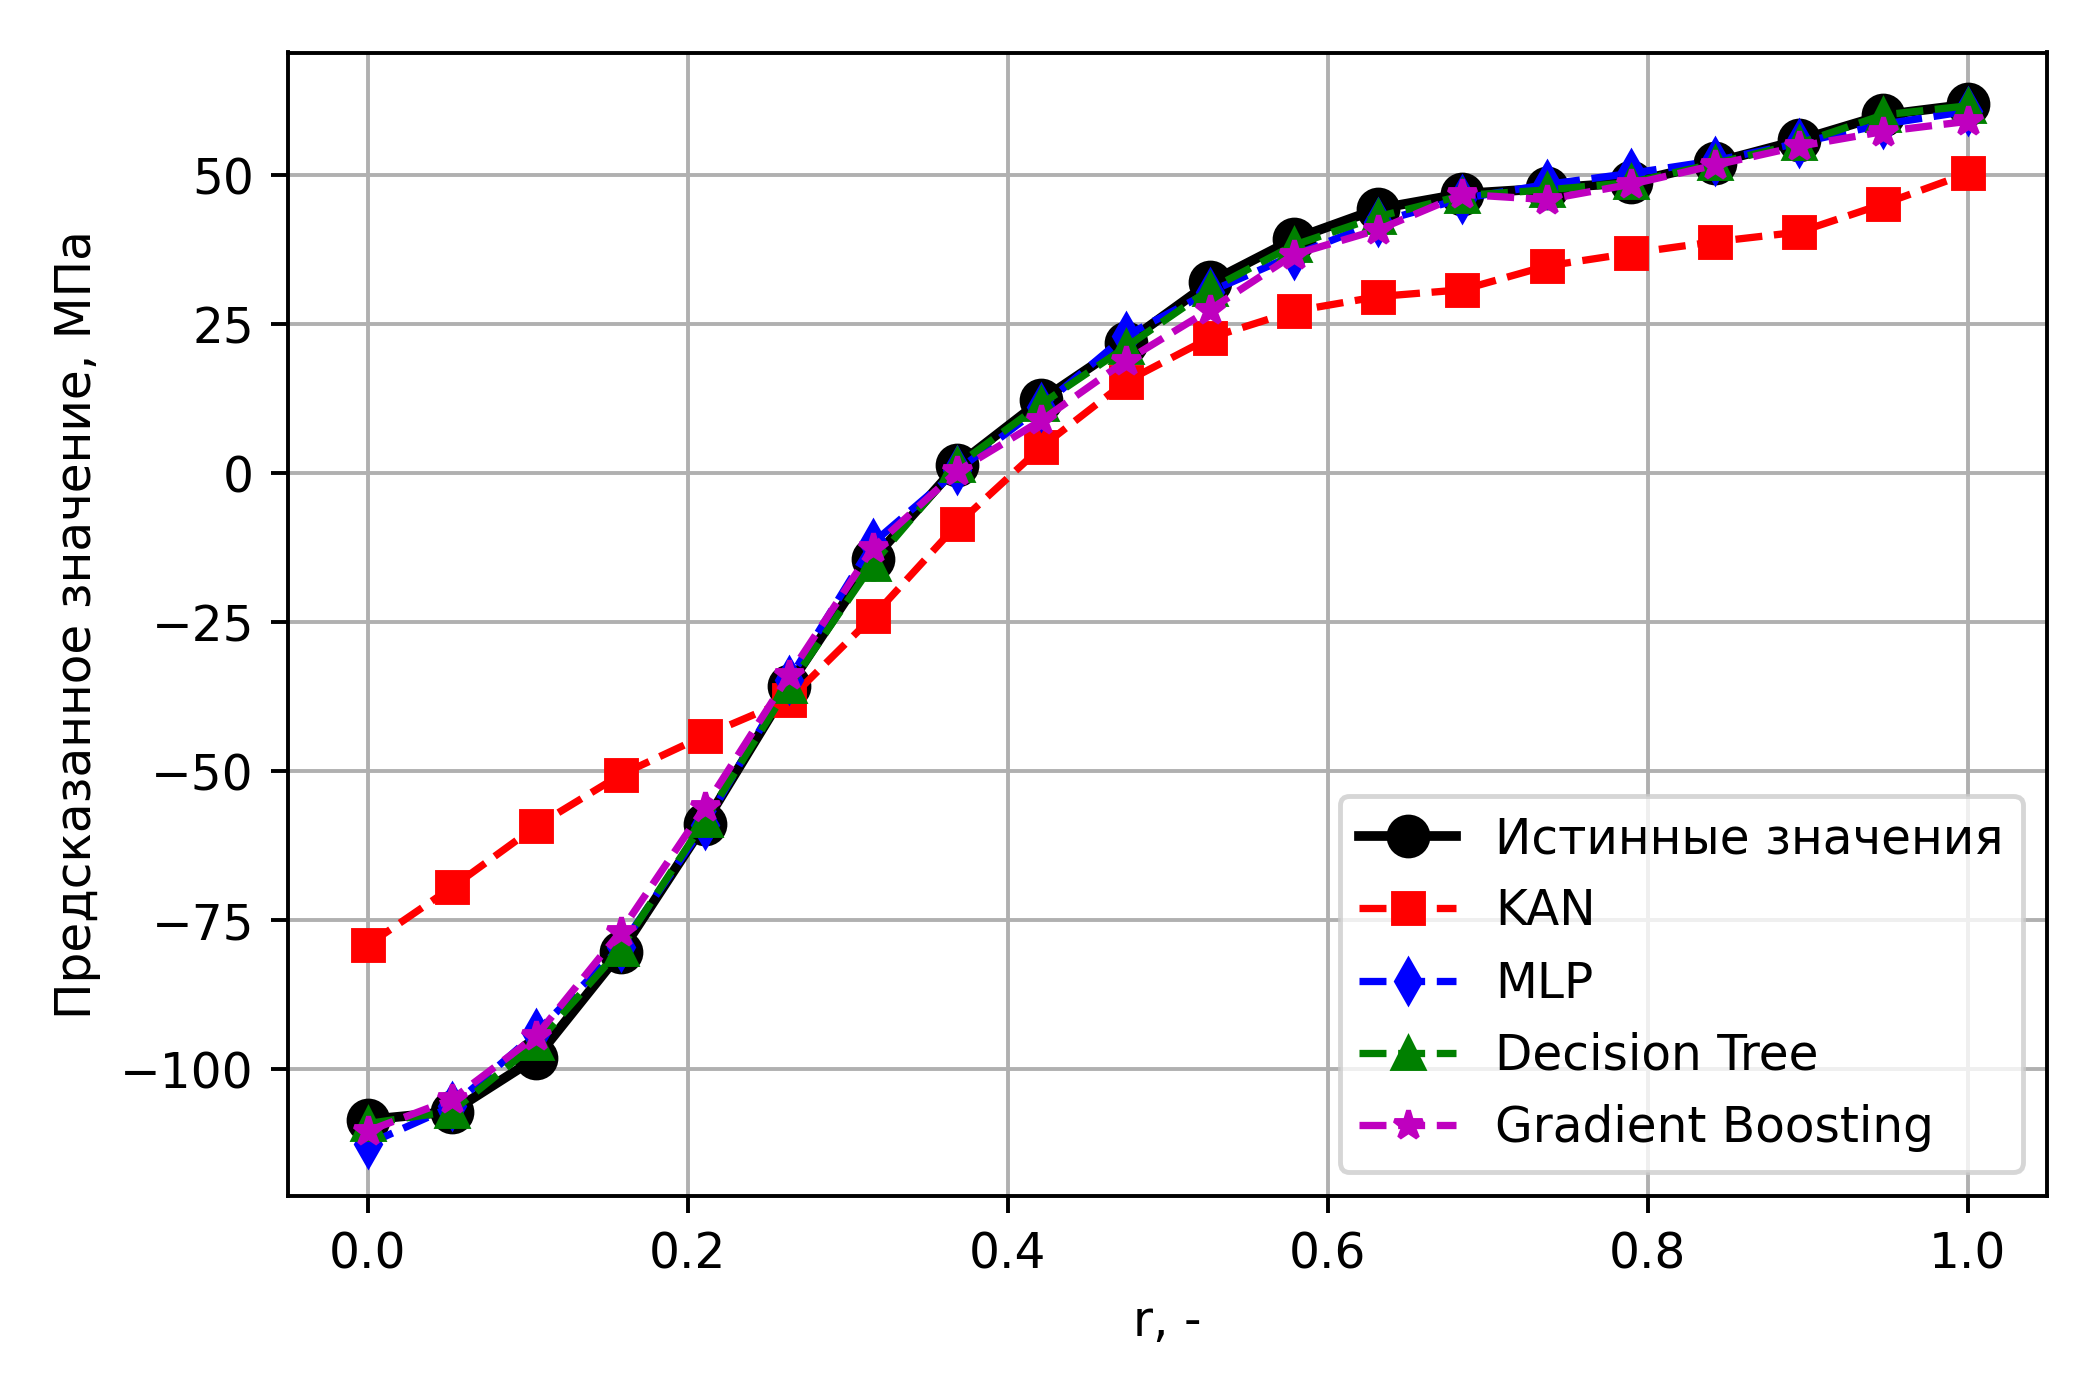 Предсказанное значение, МПа
50
25
0
−25
−50
−75
−100
0.0 0.2 0.4 0.6 0.8 1.0
r, -
Истинные значения
KAN
MLP
Decision Tree
Gradient Boosting